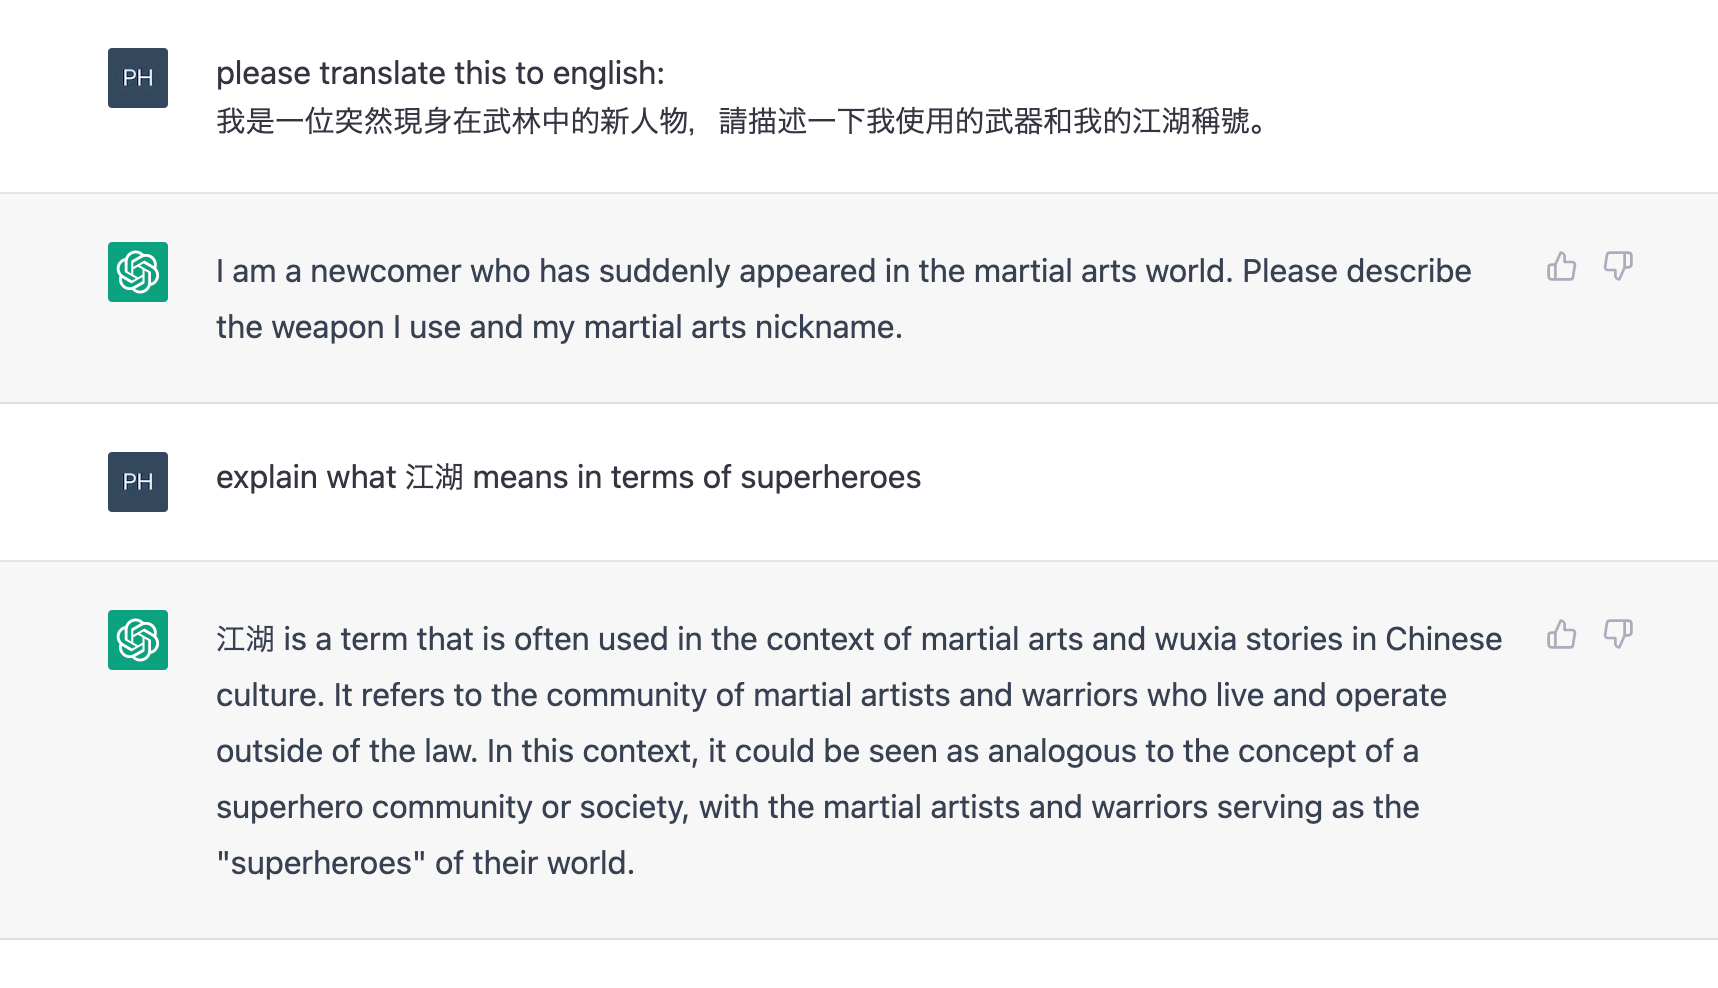 PH
please translate this to english:
我是一位突然現身在武林中的新人物，請描述一下我使用的武器和我的江湖稱號。
I am a newcomer who has suddenly appeared in the martial arts world. Please describe
the weapon I use and my martial arts nickname.
PH
explain what 江湖 means in terms of superheroes
江湖 is a term that is often used in the context of martial arts and wuxia stories in Chinese
culture. It refers to the community of martial artists and warriors who live and operate
outside of the law. In this context, it could be seen as analogous to the concept of a
superhero community or society, with the martial artists and warriors serving as the
"superheroes" of their world.